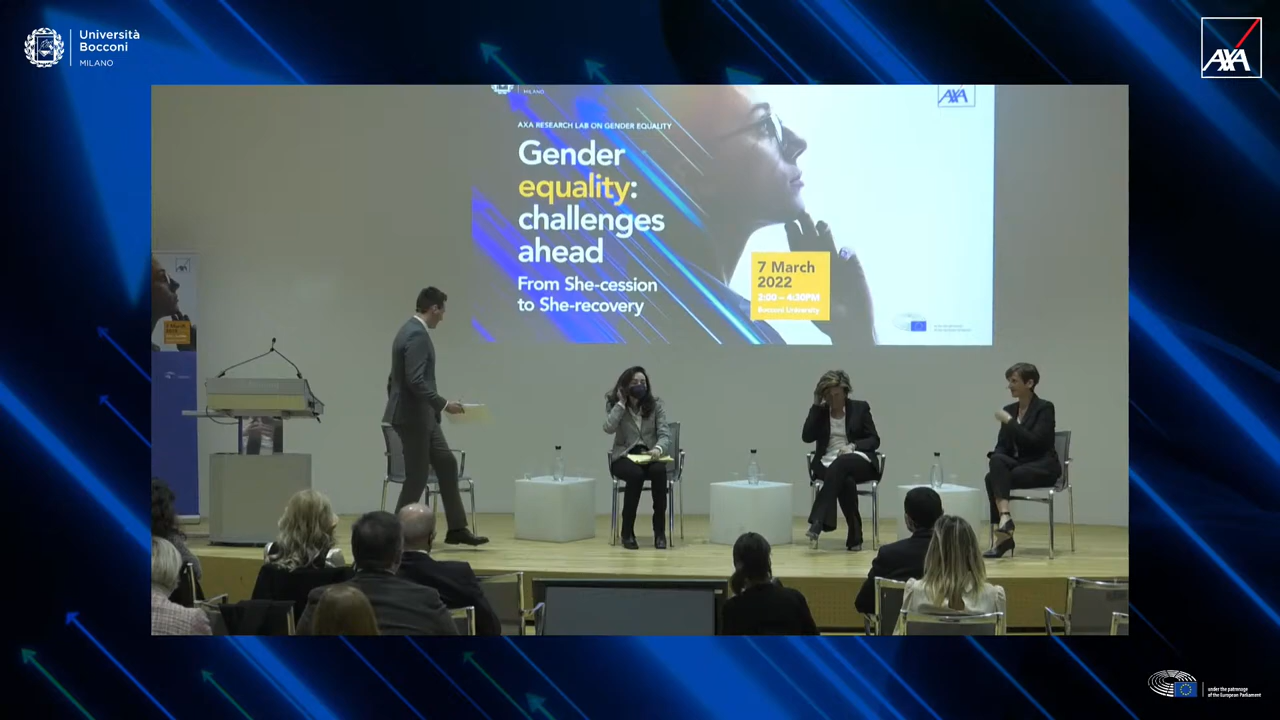 Università
Bocconi
MILANO
AXA
MILANO
AXA
AXA RESEARCH LAB ON GENDER EQUALITY
Gender
equality:
challenges
ahead
From She-cession
to She-recovery
7 March
2022
2:00 – 4:30PM
Bocconi University
under the patronage
of the European Parliament